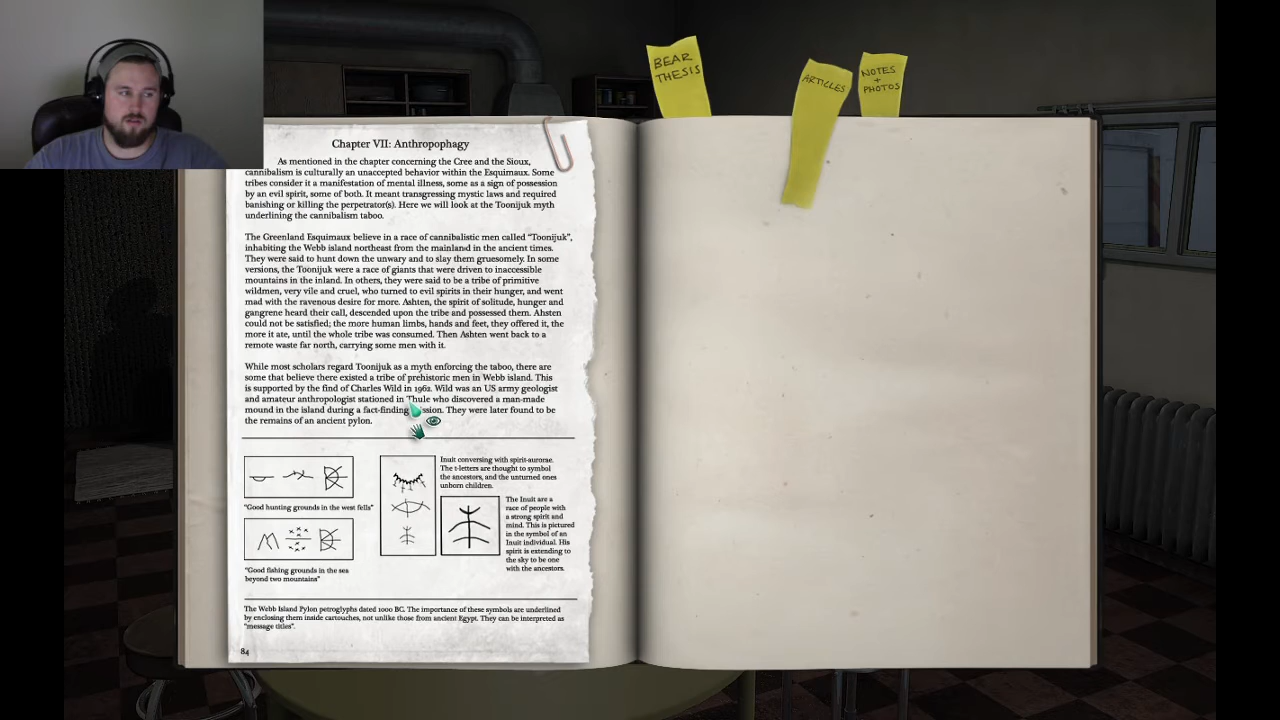 BEAR
THESIS
ARTICLES
NOTES
+
PHOTOS
Chapter VII: Anthropophagy
As mentioned in the chapter concerning the Cree and the Sioux,
cannibalism is culturally an unaccepted behavior within the Esquimaux. Some
tribes consider it a manifestation of mental illness, some as a sign of possession
by an evil spirit, some of both. It meant transgressing mystic laws and required
banishing or killing the perpetrator(s). Here we will look at the Toonijuk myth
underlining the cannibalism taboo.
The Greenland Esquimaux believe in a race of cannibalistic men called “Toonijuk”,
inhabiting the Webb island northeast from the mainland in the ancient times.
They were said to hunt down the unwary and to slay them gruesomely. In some
versions, the Toonijuk were a race of giants that were driven to inaccessible
mountains in the inland. In others, they were said to be a tribe of primitive
wildmen, very vile and cruel, who turned to evil spirits in their hunger, and went
mad with the ravenous desire for more. Ashten, the spirit of solitude, hunger and
gangrene heard their call, descended upon the tribe and possessed them. Ahsten
could not be satisfied; the more human limbs, hands and feet, they offered it, the
more it ate, until the whole tribe was consumed. Then Ashten went back to a
remote waste far north, carrying some men with it.
While most scholars regard Toonijuk as a myth enforcing the taboo, there are
some that believe there existed a tribe of prehistoric men in Webb island. This
is supported by the find of Charles Wild in 1962. Wild was an US army geologist
and amateur anthropologist stationed in Thule who discovered a man-made
mound in the island during a fact-finding mission. They were later found to be
the remains of an ancient pylon.
"Good hunting grounds in the west fells"
"Good fishing grounds in the sea
beyond two mountains"
Inuit conversing with spirit-aurorae.
The t-letters are thought to symbol
the ancestors, and the unturned ones
unborn children.
The Inuit are a
race of people with
a strong spirit and
mind. This is pictured
in the symbol of an
Inuit individual. His
spirit is extending to
the sky to be one
with the ancestors.
The Webb Island Pylon petroglyphs dated 1000 BC. The importance of these symbols are underlined
by enclosing them inside cartouches, not unlike those from ancient Egypt. They can be interpreted as
"message titles".
84